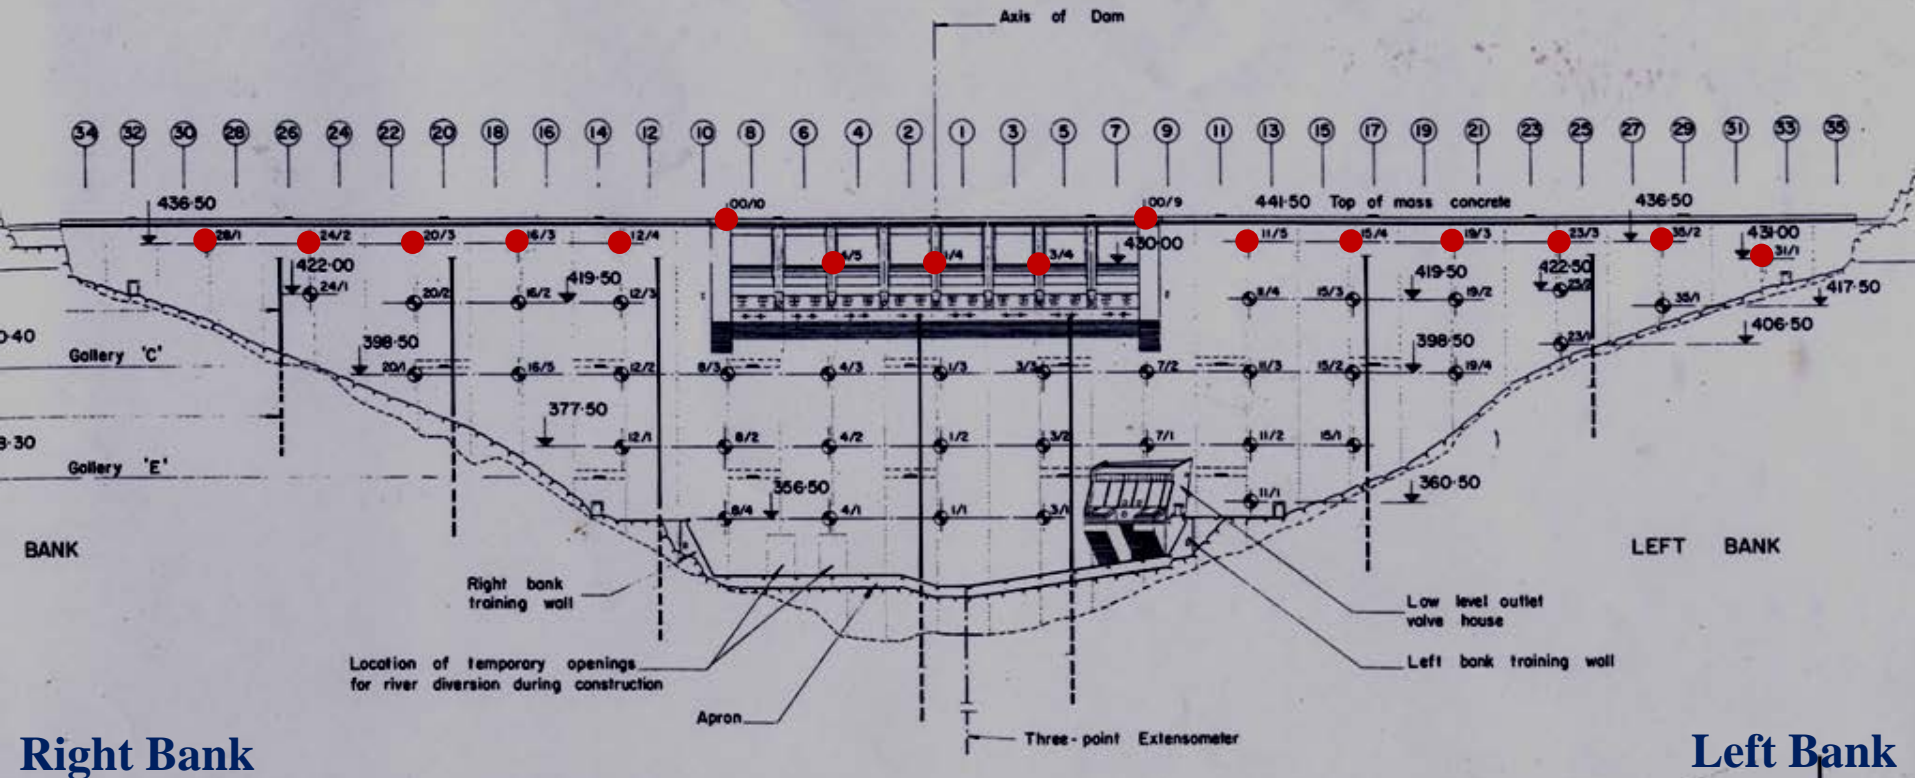 Axis of Dam
34 32 30 28 26 24 22 20 18 16 14 12 10 8 6 4 2 1 3 5 7 9 11 13 15 17 19 21 23 25 27 29 31 33 35
436·50 00/10 00/9 441·50 Top of mass concrete 436·50
28/1 24/2 20/3 16/3 12/4 4/5 1/4 3/4 430·00 11/5 15/4 19/3 23/3 35/2 431·00
31/1
422·00 419·50 419·50 422·50
24/1 20/2 16/2 12/3 11/4 15/3 19/2 35/1 417·50
0·40 398·50 398·50 23/1 406·50
Gallery 'C'
20/1 16/5 12/2 8/3 4/3 1/3 3/3 7/2 11/3 15/2 19/4
377·50
3·30 12/1 8/2 4/2 1/2 3/2 7/1 11/2 15/1
Gallery 'E'
356·50 360·50
8/4 4/1 1/1 3/1 11/1
BANK
LEFT BANK
Right bank
training wall
Low level outlet
valve house
Location of temporary openings
for river diversion during construction
Left bank training wall
Apron
Three-point Extensometer
Right Bank
Left Bank